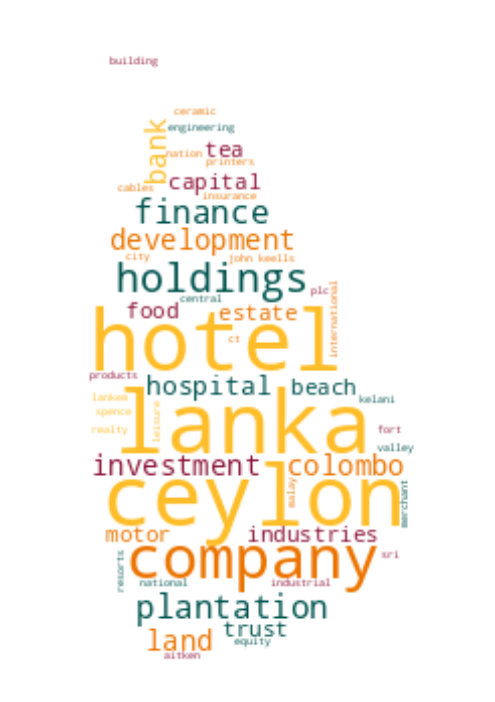 building
ceramic
engineering
bank
nation
tea
printers
capital
cables
insurance
finance
development
city
john keells
holdings
plc
central
international
food
estate
hotel
ct
products
hospital
beach
lankem
kelani
spence
leisure
lanka
realty
fort
valley
investment
colombo
ceylon
malay
merchant
motor
industries
company
sri
resorts
national
industrial
plantation
trust
land
equity
aitken